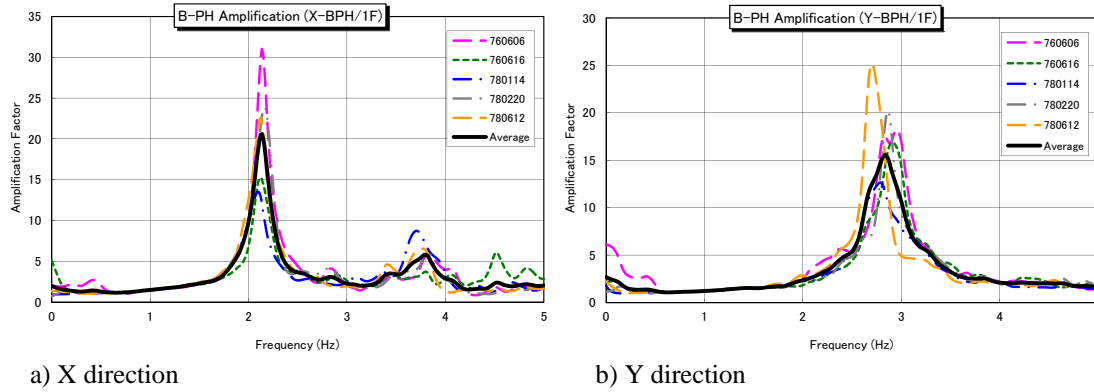 B-PH Amplification (X-BPH/1F)
35
30
25
20
15
10
5
0
Amplification Factor
760606
760616
780114
780220
780612
Average
0 1 2 3 4 5
Frequency (Hz)
a) X direction
B-PH Amplification (Y-BPH/1F)
30
25
20
15
10
5
0
Amplification Factor
760606
760616
780114
780220
780612
Average
0 1 2 3 4
Frequency (Hz)
b) Y direction